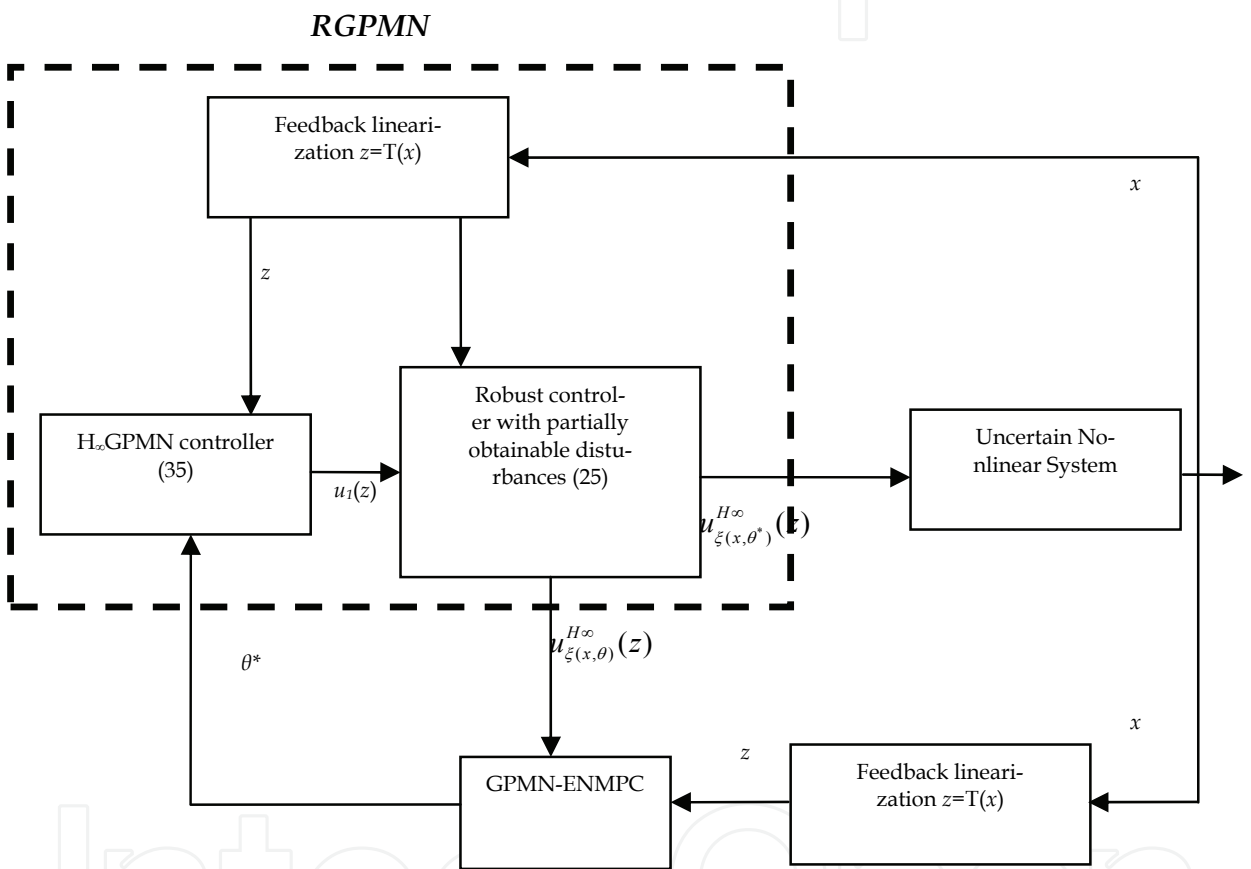 RGPMN
Feedback lineari-
zation z=T(x)
x
z
Robust control-
er with partially
obtainable distu-
rbances (25)
H∞GPMN controller
(35)
u₁(z)
Uncertain No-
nlinear System
u^{H∞}_{ξ(x,θ*)}(z)
u^{H∞}_{ξ(x,θ)}(z)
θ*
x
z
GPMN-ENMPC
Feedback lineari-
zation z=T(x)